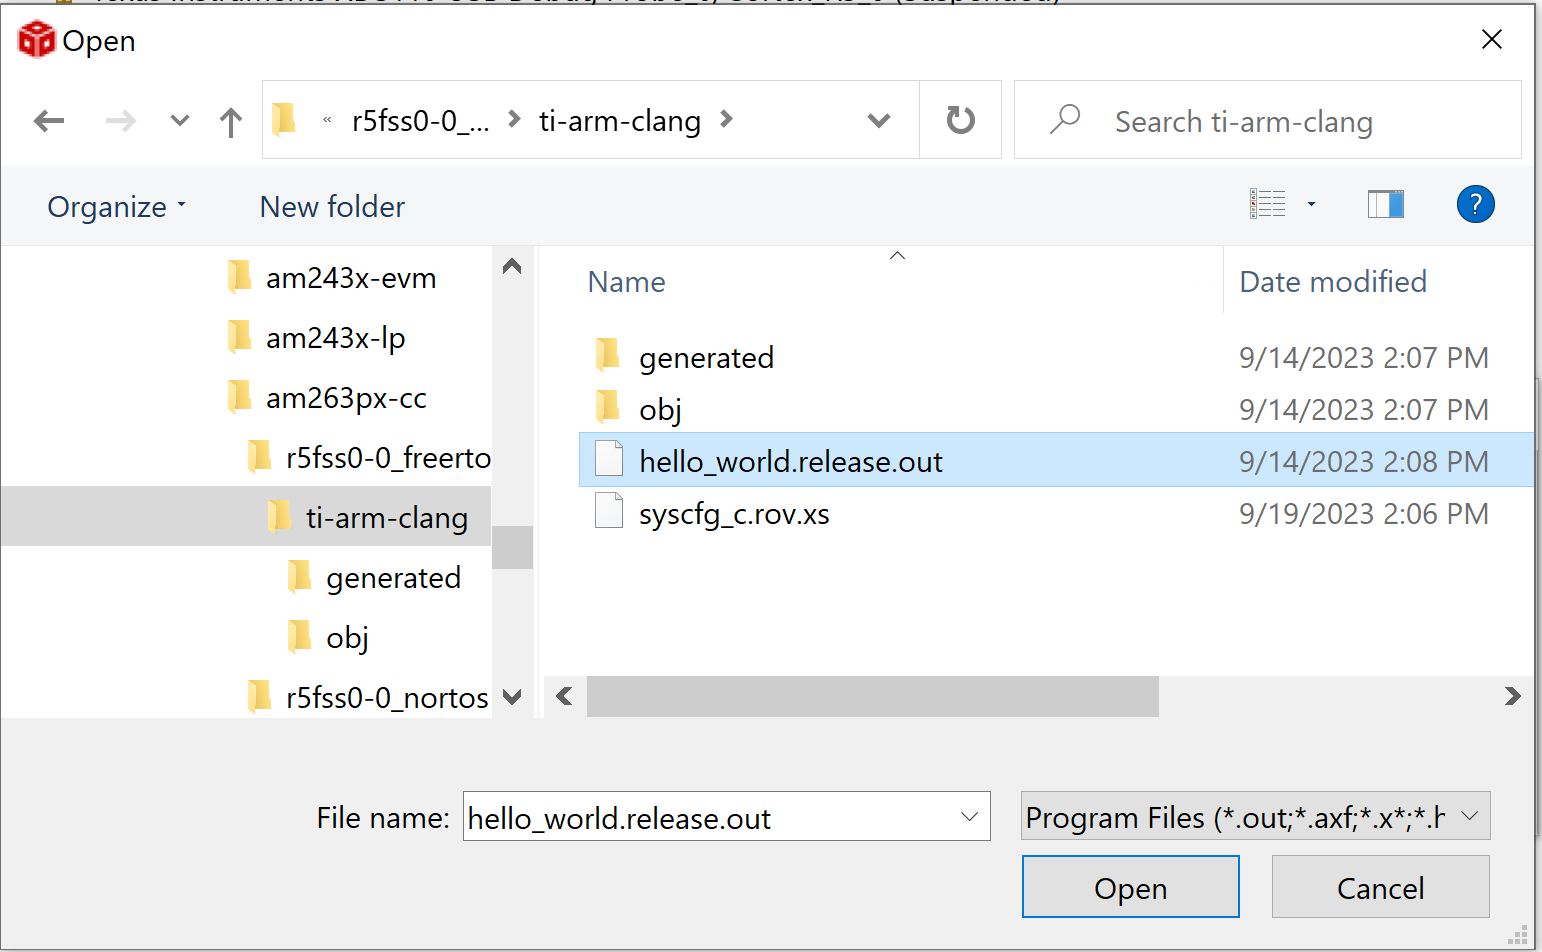 Open
« r5fss0-0_... ti-arm-clang Search ti-arm-clang
Organize New folder ?
am243x-evm
am243x-lp
am263px-cc
r5fss0-0_freerto
ti-arm-clang
generated
obj
r5fss0-0_nortos
Name Date modified
generated 9/14/2023 2:07 PM
obj 9/14/2023 2:07 PM
hello_world.release.out 9/14/2023 2:08 PM
syscfg_c.rov.xs 9/19/2023 2:06 PM
File name: hello_world.release.out Program Files (*.out;*.axf;*.x*;*.h
Open Cancel